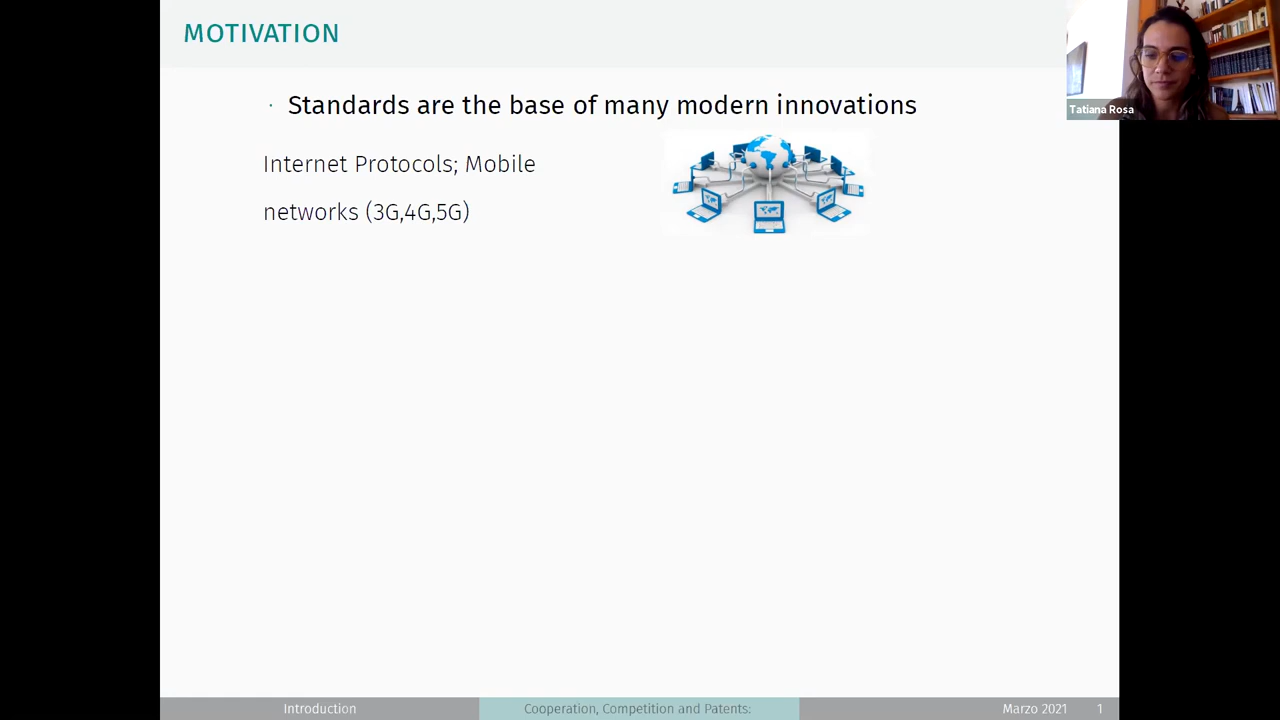 MOTIVATION
Tatiana Rosa
· Standards are the base of many modern innovations
Internet Protocols; Mobile
networks (3G,4G,5G)
Introduction
Cooperation, Competition and Patents:
Marzo 2021
1